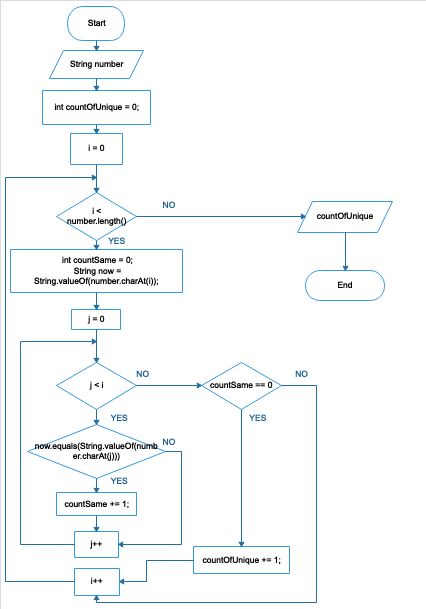 Start
String number
int countOfUnique = 0;
i = 0
i <
number.length()
NO
countOfUnique
YES
int countSame = 0;
String now =
String.valueOf(number.charAt(i));
End
j = 0
j < i
NO
countSame == 0
NO
YES
YES
now.equals(String.valueOf(numb
er.charAt(j)))
NO
YES
countSame += 1;
j++
countOfUnique += 1;
i++